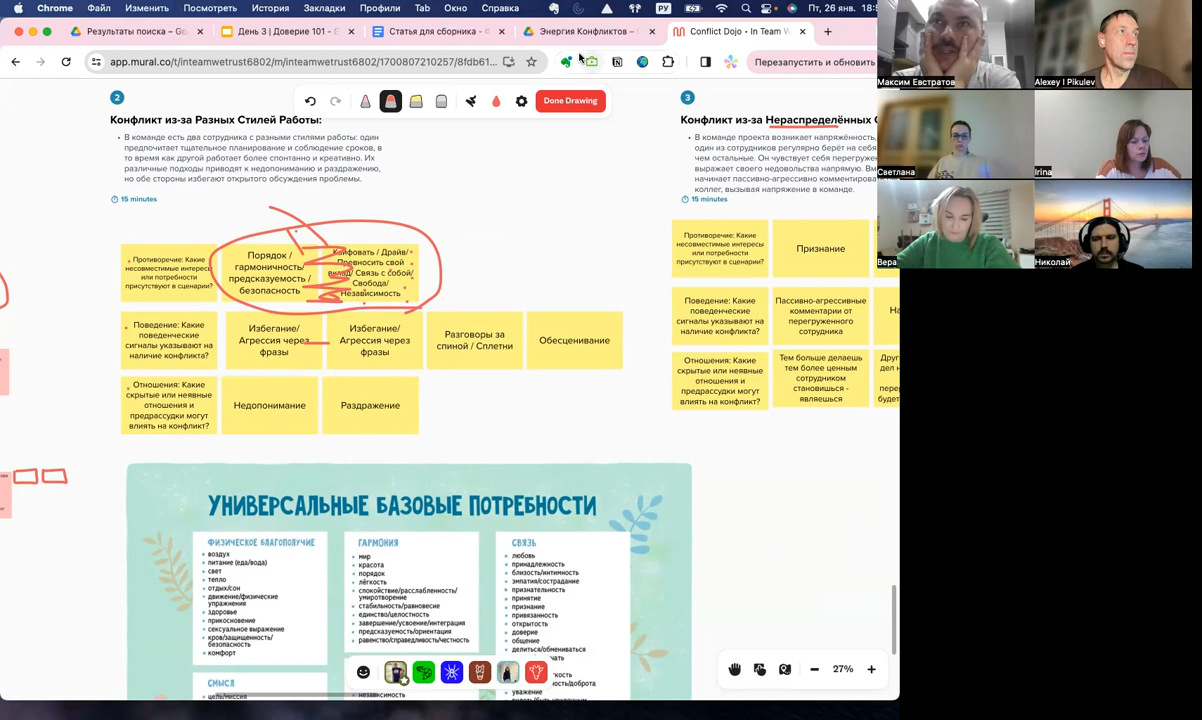 Chrome Файл Изменить Посмотреть История Закладки Профили Tab Окно Справка РУ Пт, 26 янв.
Результаты поиска – Go
День 3 | Доверие 101 - G
Статья для сборника - G
Энергия Конфликтов – G
Conflict Dojo • In Team W
app.mural.co/t/inteamwetrust6802/m/inteamwetrust6802/1700807210257/8fdb61...
Перезапустить и обновить
Done Drawing
2
Конфликт из-за Разных Стилей Работы:
• В команде есть два сотрудника с разными стилями работы: один
предпочитает тщательное планирование и соблюдение сроков, в
то время как другой работает более спонтанно и креативно. Их
различные подходы приводят к недопониманию и раздражению,
но обе стороны избегают открытого обсуждения проблемы.
15 minutes
Противоречие: Какие
несовместимые интересы
или потребности
присутствуют в сценарии?
Порядок /
гармоничность/
предсказуемость /
безопасность
Кайфовать / Драйв/
Превносить свой
вклад/ Связь с собой/
Свобода/
Независимость
Поведение: Какие
поведенческие
сигналы указывают на
наличие конфликта?
Избегание/
Агрессия через
фразы
Избегание/
Агрессия через
фразы
Разговоры за
спиной / Сплетни
Обесценивание
Отношения: Какие
скрытые или неявные
отношения и
предрассудки могут
влиять на конфликт?
Недопонимание
Раздражение
3
Конфликт из-за Нераспределённых
• В команде проекта возникает напряжённость,
один из сотрудников регулярно берёт на себя
чем остальные. Он чувствует себя
выражает своего недовольства напрямую.
начинает пассивно-агрессивно
коллег, вызывая напряжение в команде.
15 minutes
Противоречие: Какие
несовместимые интересы
или потребности
присутствуют в сценарии?
Признание
Поведение: Какие
поведенческие
сигналы указывают на
наличие конфликта?
Пассивно-агрессивные
комментарии от
перегруженного
сотрудника
Отношения: Какие
скрытые или неявные
отношения и
предрассудки могут
влиять на конфликт?
Тем больше делаешь
тем более ценным
сотрудником
становишься -
являешься
УНИВЕРСАЛЬНЫЕ БАЗОВЫЕ ПОТРЕБНОСТИ
ФИЗИЧЕСКОЕ БЛАГОПОЛУЧИЕ
• воздух
• питание (еда/вода)
• свет
• тепло
• отдых/сон
• движение/физические
упражнения
• здоровье
• прикосновение
• сексуальное выражение
• кров/защищенность/
безопасность
• комфорт
СМЫСЛ
ГАРМОНИЯ
• мир
• красота
• порядок
• лёгкость
• спокойствие/расслабленность/
умиротворение
• стабильность/равновесие
• единство/целостность
• завершение/усвоение/интеграция
• предсказуемость/ориентация
• равенство/справедливость/честность
независимость
СВЯЗЬ
• любовь
• принадлежность
• близость/интимность
• эмпатия/сострадание
• признательность
• принятие
• признание
• привязанность
• открытость
• доверие
• общение
• делиться/обмениваться
уважение
27%
Максим Евстратов
Alexey I Pikulev
Светлана
Irina
Вера
Николай